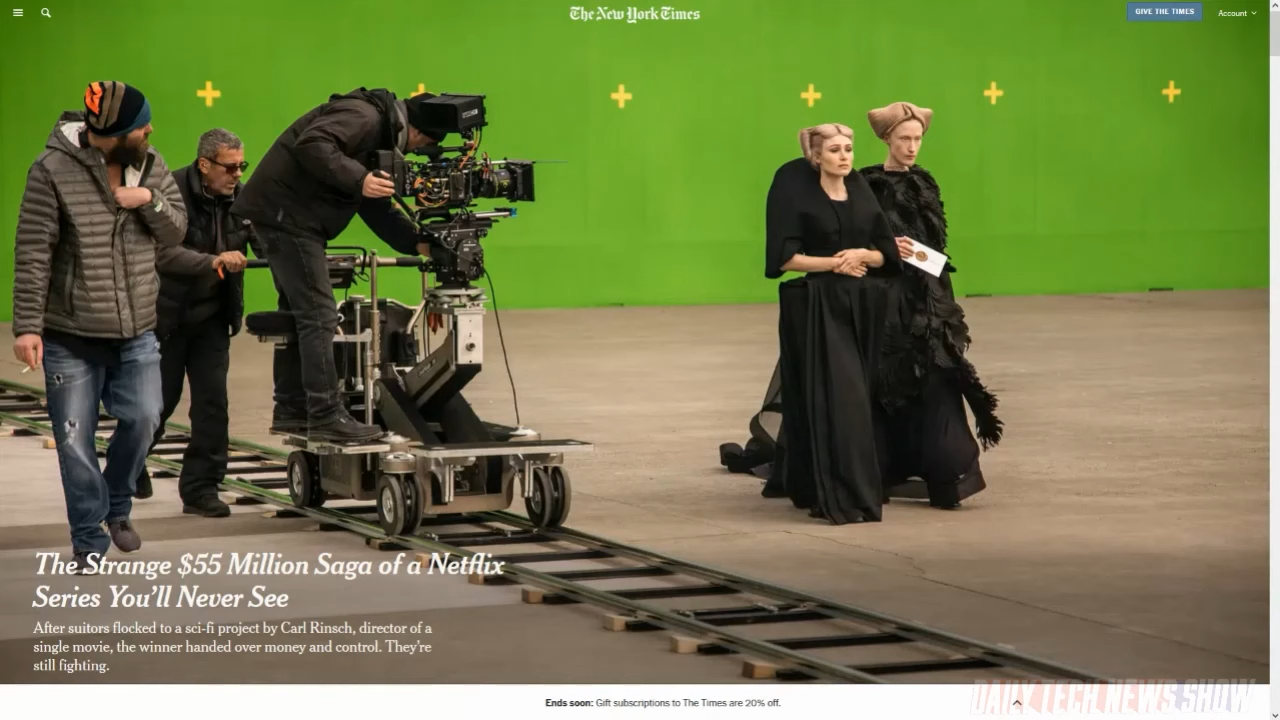 The New York Times
GIVE THE TIMES
Account
The Strange $55 Million Saga of a Netflix
Series You'll Never See
After suitors flocked to a sci-fi project by Carl Rinsch, director of a
single movie, the winner handed over money and control. They're
still fighting.
Ends soon: Gift subscriptions to The Times are 20% off.
DAILY TECH NEWS SHOW